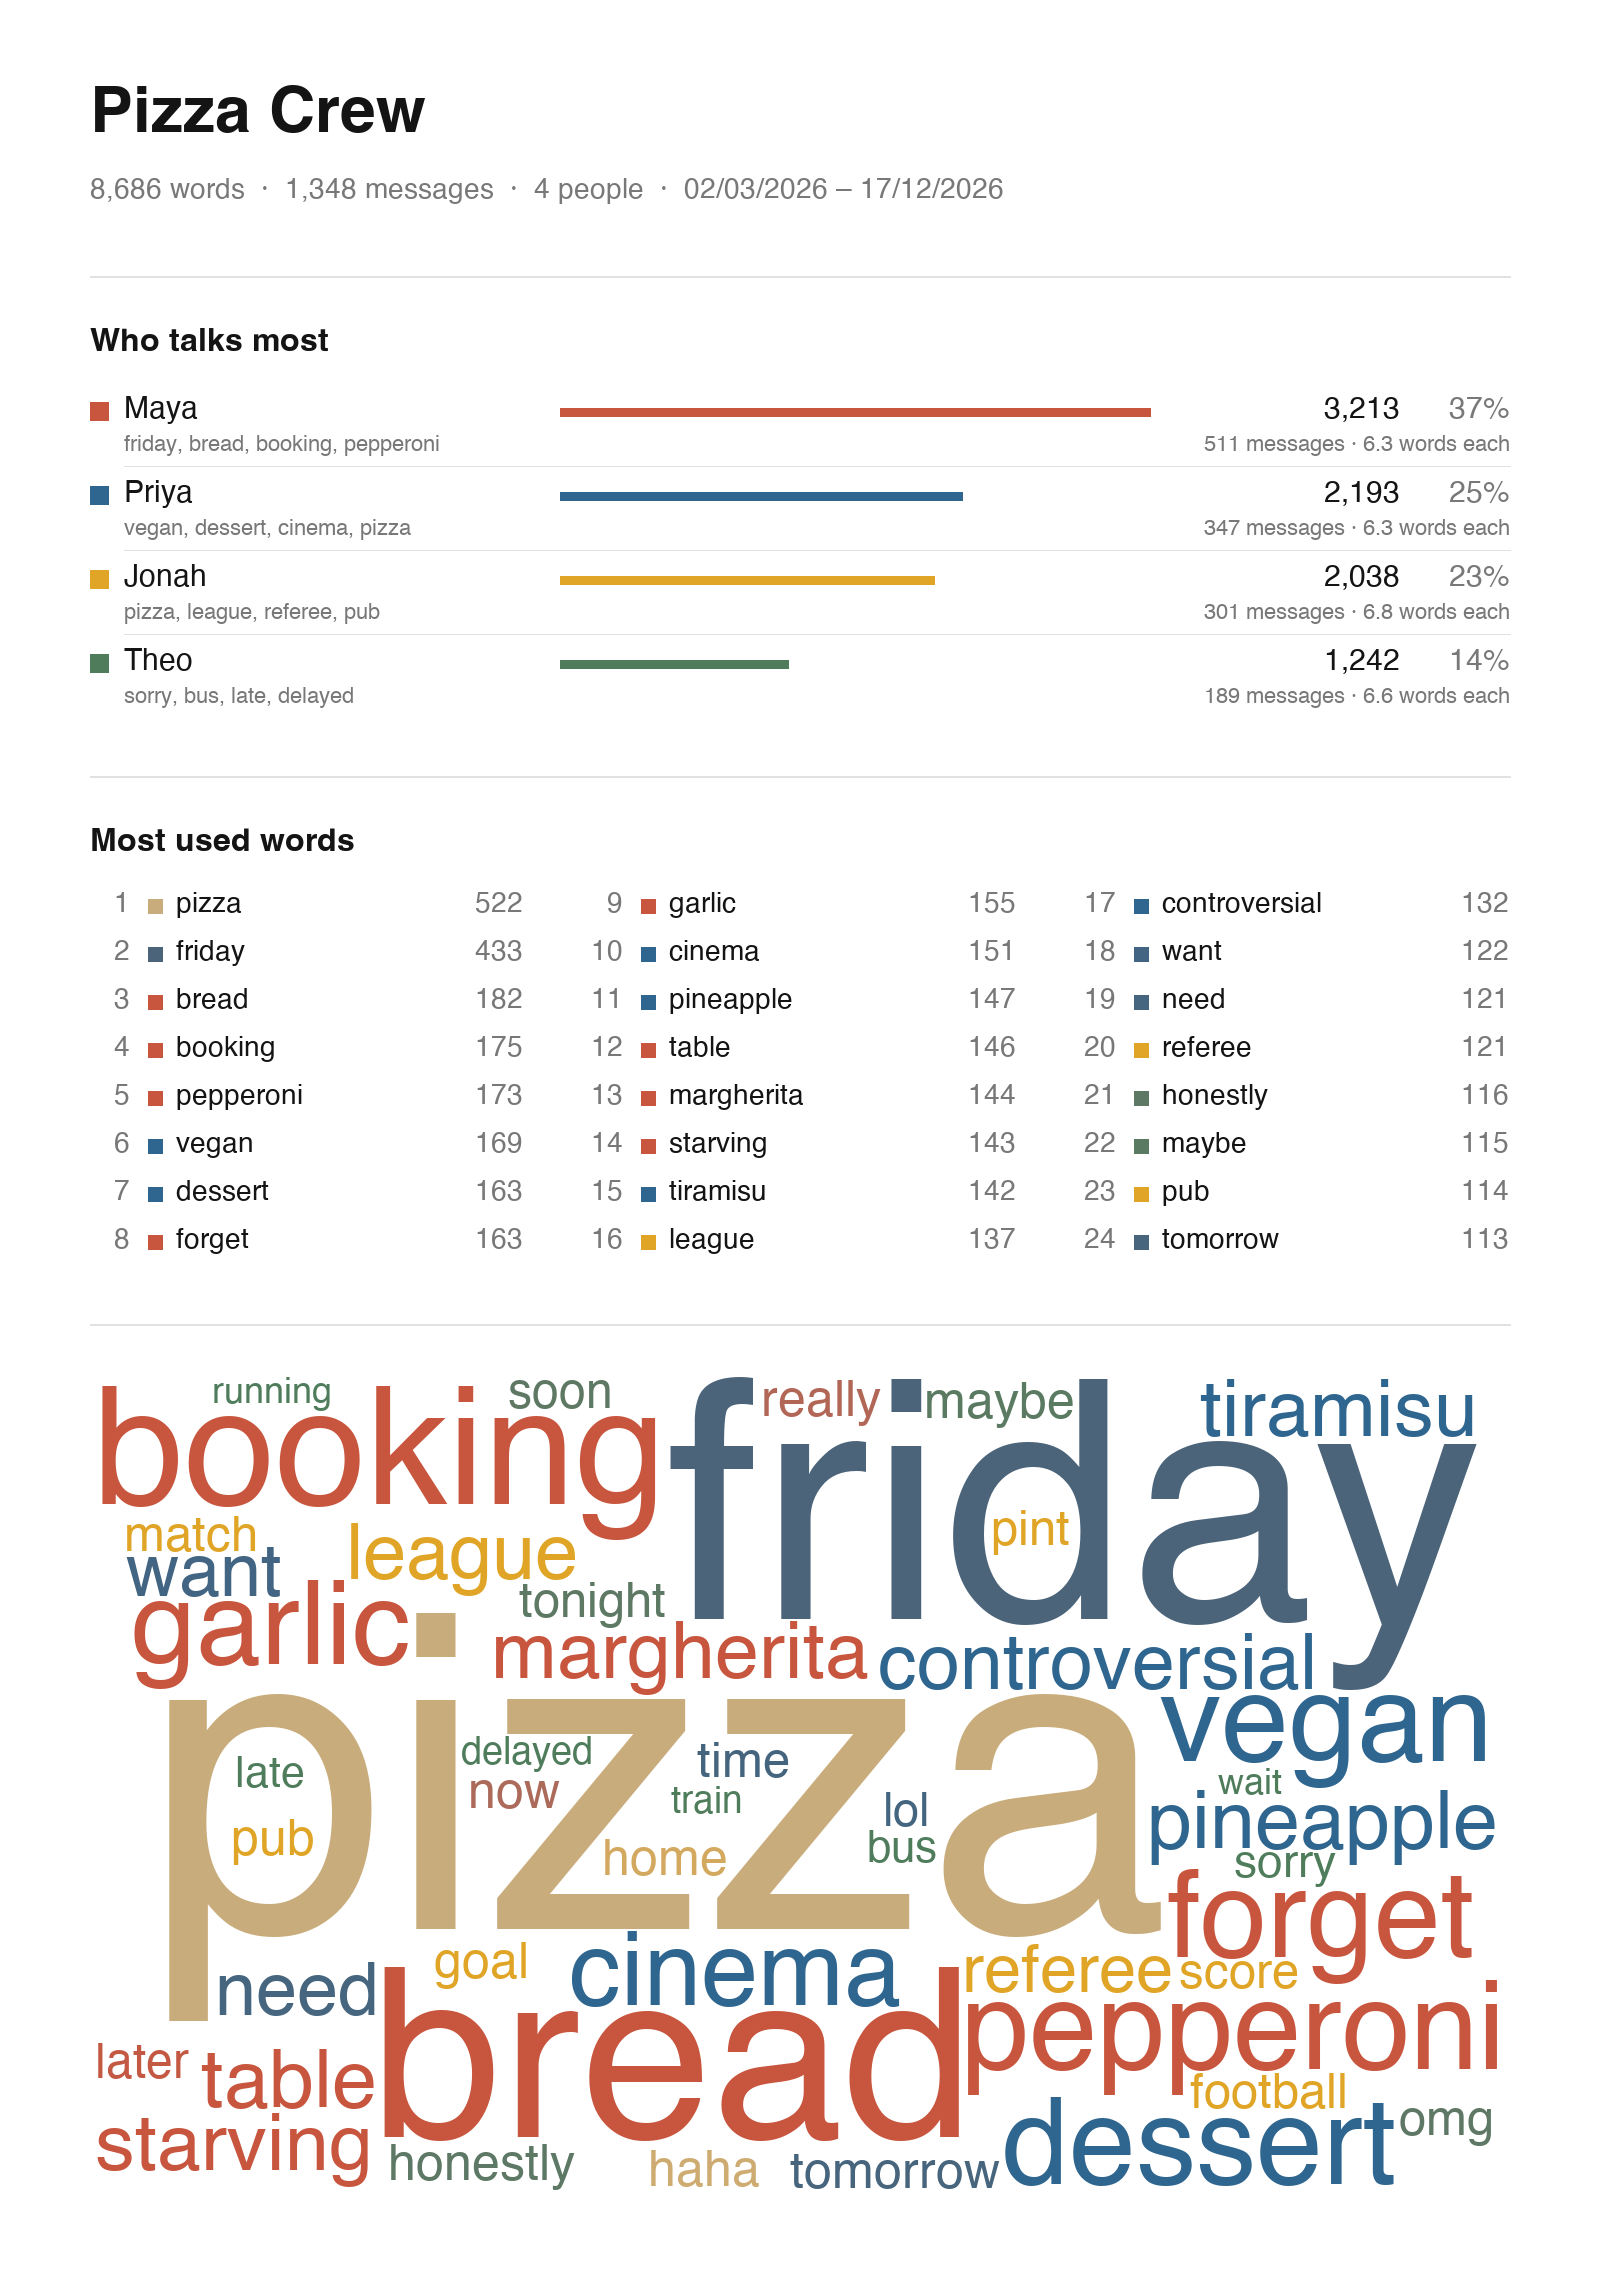 Pizza Crew
8,686 words · 1,348 messages · 4 people · 02/03/2026 – 17/12/2026
Who talks most
Maya 3,213 37%
friday, bread, booking, pepperoni 511 messages · 6.3 words each
Priya 2,193 25%
vegan, dessert, cinema, pizza 347 messages · 6.3 words each
Jonah 2,038 23%
pizza, league, referee, pub 301 messages · 6.8 words each
Theo 1,242 14%
sorry, bus, late, delayed 189 messages · 6.6 words each
Most used words
1 pizza 522 9 garlic 155 17 controversial 132
2 friday 433 10 cinema 151 18 want 122
3 bread 182 11 pineapple 147 19 need 121
4 booking 175 12 table 146 20 referee 121
5 pepperoni 173 13 margherita 144 21 honestly 116
6 vegan 169 14 starving 143 22 maybe 115
7 dessert 163 15 tiramisu 142 23 pub 114
8 forget 163 16 league 137 24 tomorrow 113
running
soon
really
maybe
tiramisu
booking
friday
match
pint
league
want
tonight
garlic
margherita
controversial
vegan
pizza
delayed
time
late
now
wait
train
lol
pineapple
pub
bus
home
sorry
forget
goal
cinema
referee
score
need
bread
pepperoni
later
table
football
omg
starving
dessert
honestly
haha
tomorrow